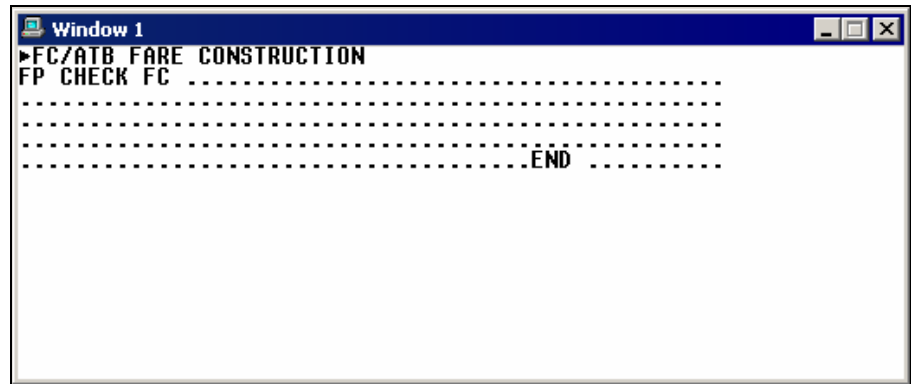 Window 1
►FC/ATB FARE CONSTRUCTION
FP CHECK FC .......................................
...................................................
...................................................
...................................................
.....................................END ..........